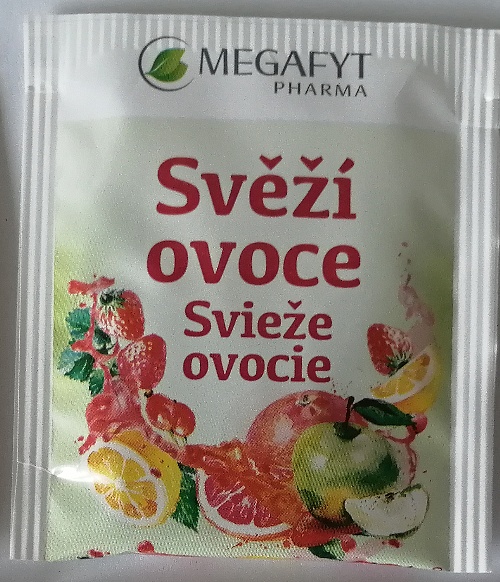 MEGAFYT
PHARMA
Svěží
ovoce
Svieže
ovocie